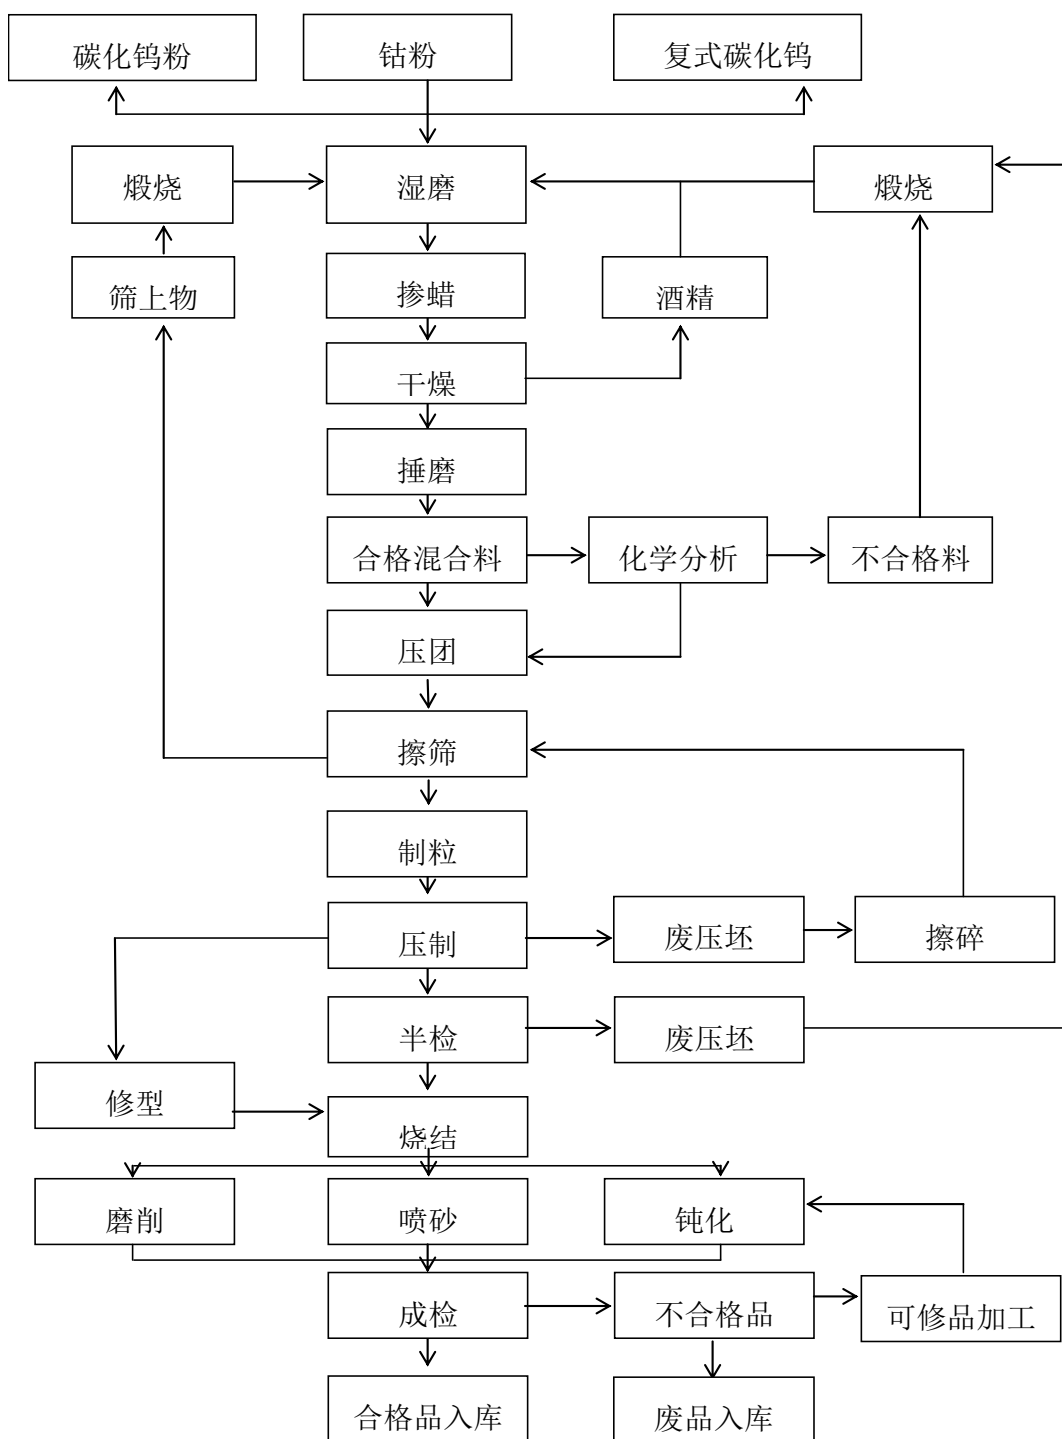 碳化钨粉
钴粉
复式碳化钨
煅烧
湿磨
煅烧
筛上物
掺蜡
酒精
干燥
捶磨
合格混合料
化学分析
不合格料
压团
擦筛
制粒
压制
废压坯
擦碎
半检
废压坯
修型
烧结
磨削
喷砂
钝化
成检
不合格品
可修品加工
合格品入库
废品入库